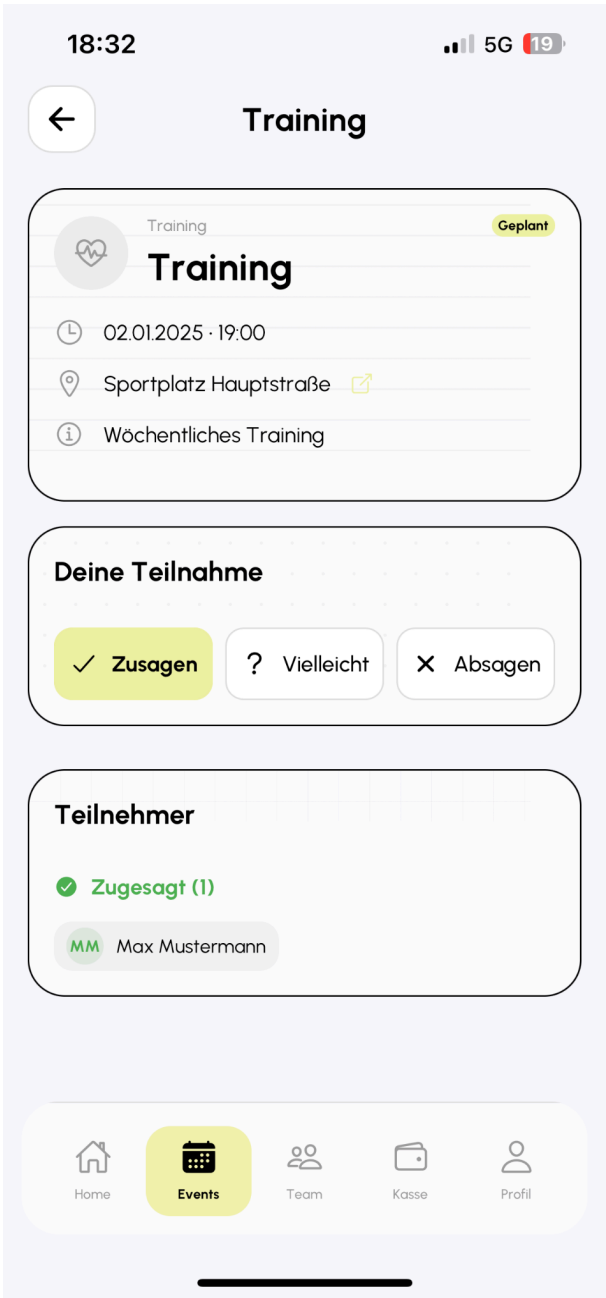 18:32 5G 19
Training
Training Geplant
Training
02.01.2025 · 19:00
Sportplatz Hauptstraße
Wöchentliches Training
Deine Teilnahme
Zusagen ? Vielleicht Absagen
Teilnehmer
Zugesagt (1)
MM Max Mustermann
Home Events Team Kasse Profil